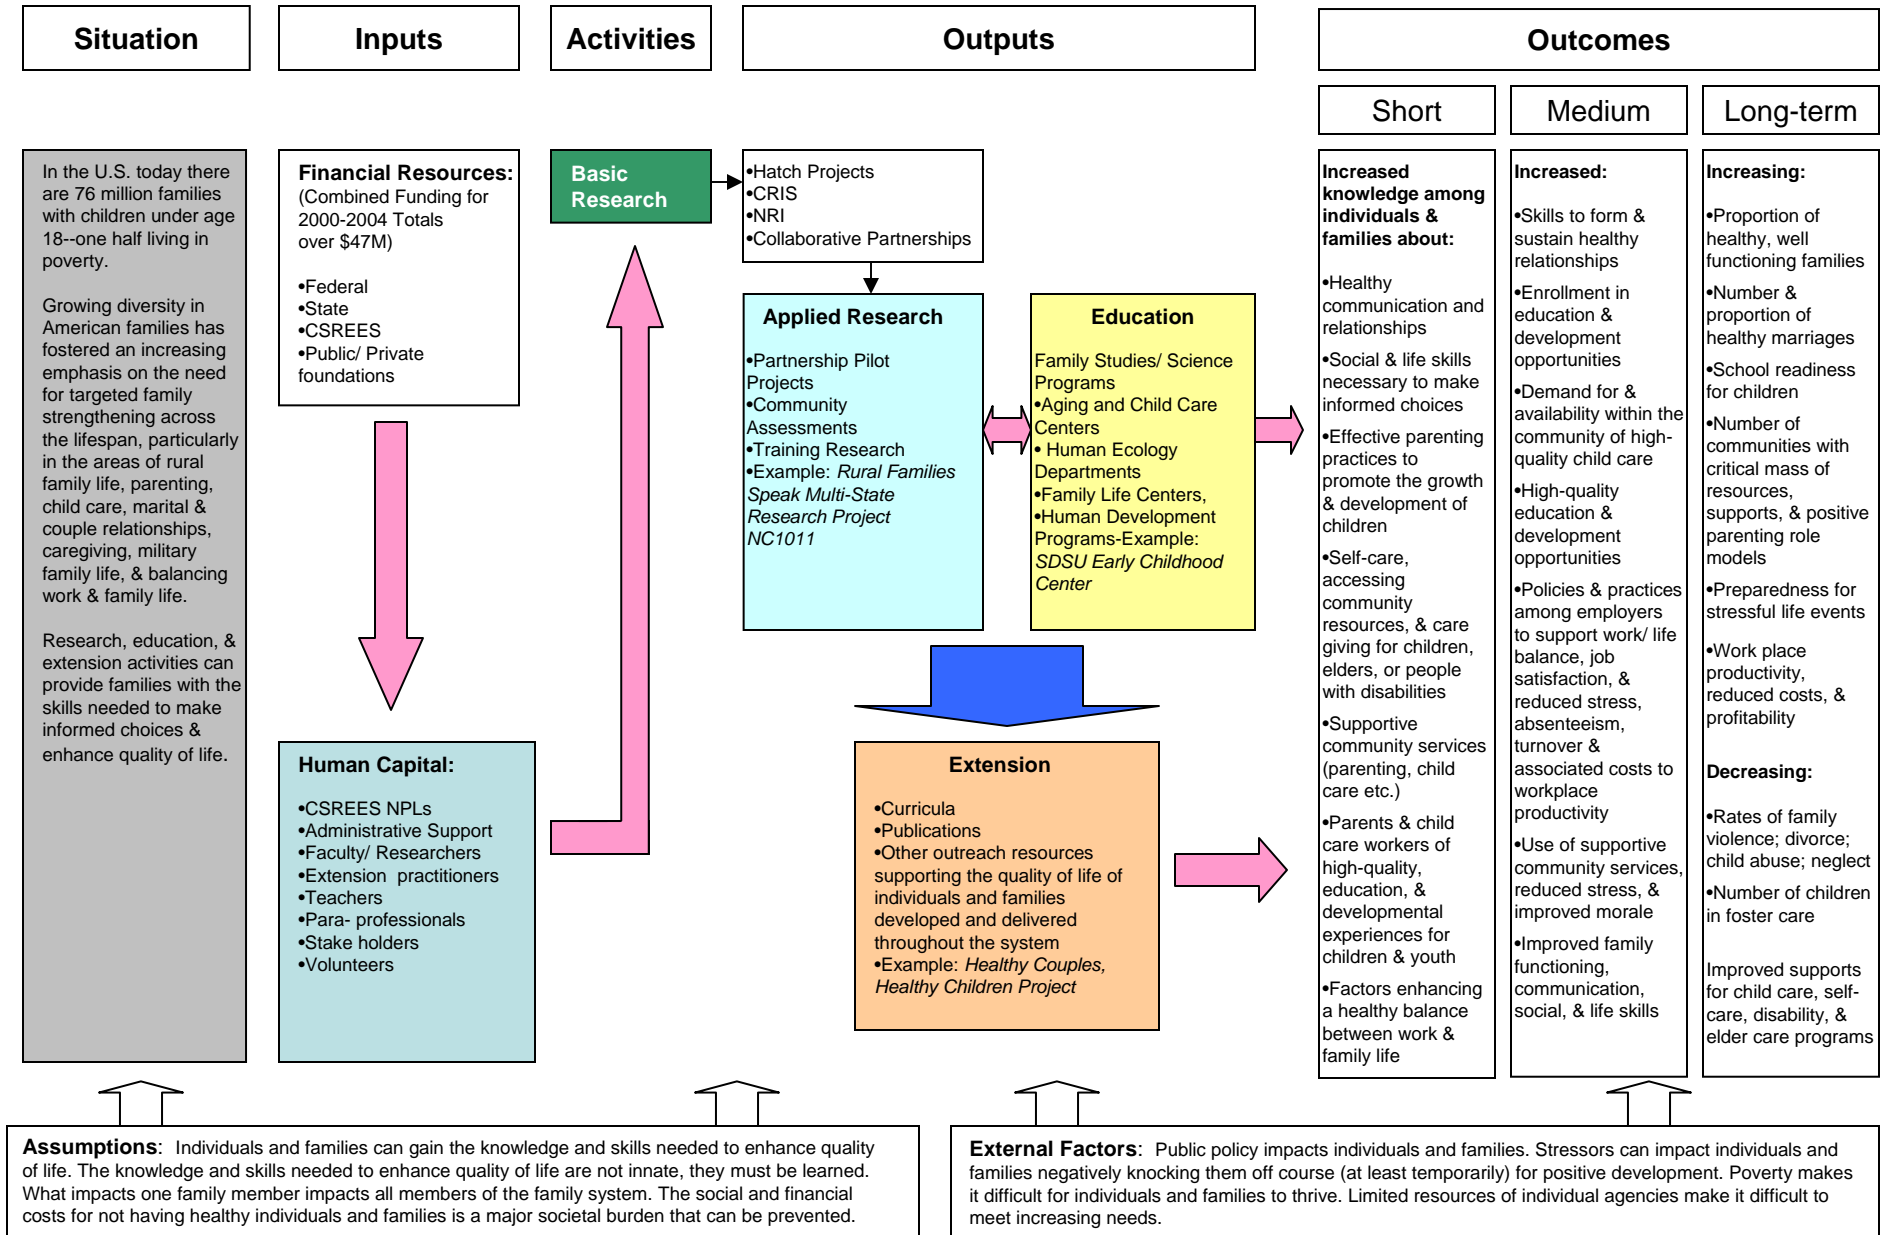 Situation
Inputs
Activities
Outputs
Outcomes
Short
Medium
Long-term
In the U.S. today there
are 76 million families
with children under age
18--one half living in
poverty.
Growing diversity in
American families has
fostered an increasing
emphasis on the need
for targeted family
strengthening across
the lifespan, particularly
in the areas of rural
family life, parenting,
child care, marital &
couple relationships,
caregiving, military
family life, & balancing
work & family life.
Research, education, &
extension activities can
provide families with the
skills needed to make
informed choices &
enhance quality of life.
Financial Resources:
(Combined Funding for
2000-2004 Totals
over $47M)
•Federal
•State
•CSREES
•Public/ Private
foundations
Human Capital:
•CSREES NPLs
•Administrative Support
•Faculty/ Researchers
•Extension  practitioners
•Teachers
•Para- professionals
•Stake holders
•Volunteers
Basic
Research
•Hatch Projects
•CRIS
•NRI
•Collaborative Partnerships
Applied Research
•Partnership Pilot
Projects
•Community
Assessments
•Training Research
•Example: Rural Families
Speak Multi-State
Research Project
NC1011
Education
Family Studies/ Science
Programs
•Aging and Child Care
Centers
• Human Ecology
Departments
•Family Life Centers,
•Human Development
Programs-Example:
SDSU Early Childhood
Center
Extension
•Curricula
•Publications
•Other outreach resources
supporting the quality of life of
individuals and families
developed and delivered
throughout the system
•Example: Healthy Couples,
Healthy Children Project
Increased
knowledge among
individuals &
families about:
•Healthy
communication and
relationships
•Social & life skills
necessary to make
informed choices
•Effective parenting
practices to
promote the growth
& development of
children
•Self-care,
accessing
community
resources, & care
giving for children,
elders, or people
with disabilities
•Supportive
community services
(parenting, child
care etc.)
•Parents & child
care workers of
high-quality,
education, &
developmental
experiences for
children & youth
•Factors enhancing
a healthy balance
between work &
family life
Increased:
•Skills to form &
sustain healthy
relationships
•Enrollment in
education &
development
opportunities
•Demand for &
availability within the
community of high-
quality child care
•High-quality
education &
development
opportunities
•Policies & practices
among employers
to support work/ life
balance, job
satisfaction, &
reduced stress,
absenteeism,
turnover &
associated costs to
workplace
productivity
•Use of supportive
community services,
reduced stress, &
improved morale
•Improved family
functioning,
communication,
social, & life skills
Increasing:
•Proportion of
healthy, well
functioning families
•Number &
proportion of
healthy marriages
•School readiness
for children
•Number of
communities with
critical mass of
resources,
supports, & positive
parenting role
models
•Preparedness for
stressful life events
•Work place
productivity,
reduced costs, &
profitability
Decreasing:
•Rates of family
violence; divorce;
child abuse; neglect
•Number of children
in foster care
Improved supports
for child care, self-
care, disability, &
elder care programs
Assumptions:  Individuals and families can gain the knowledge and skills needed to enhance quality
of life. The knowledge and skills needed to enhance quality of life are not innate, they must be learned.
What impacts one family member impacts all members of the family system. The social and financial
costs for not having healthy individuals and families is a major societal burden that can be prevented.
External Factors:  Public policy impacts individuals and families. Stressors can impact individuals and
families negatively knocking them off course (at least temporarily) for positive development. Poverty makes
it difficult for individuals and families to thrive. Limited resources of individual agencies make it difficult to
meet increasing needs.